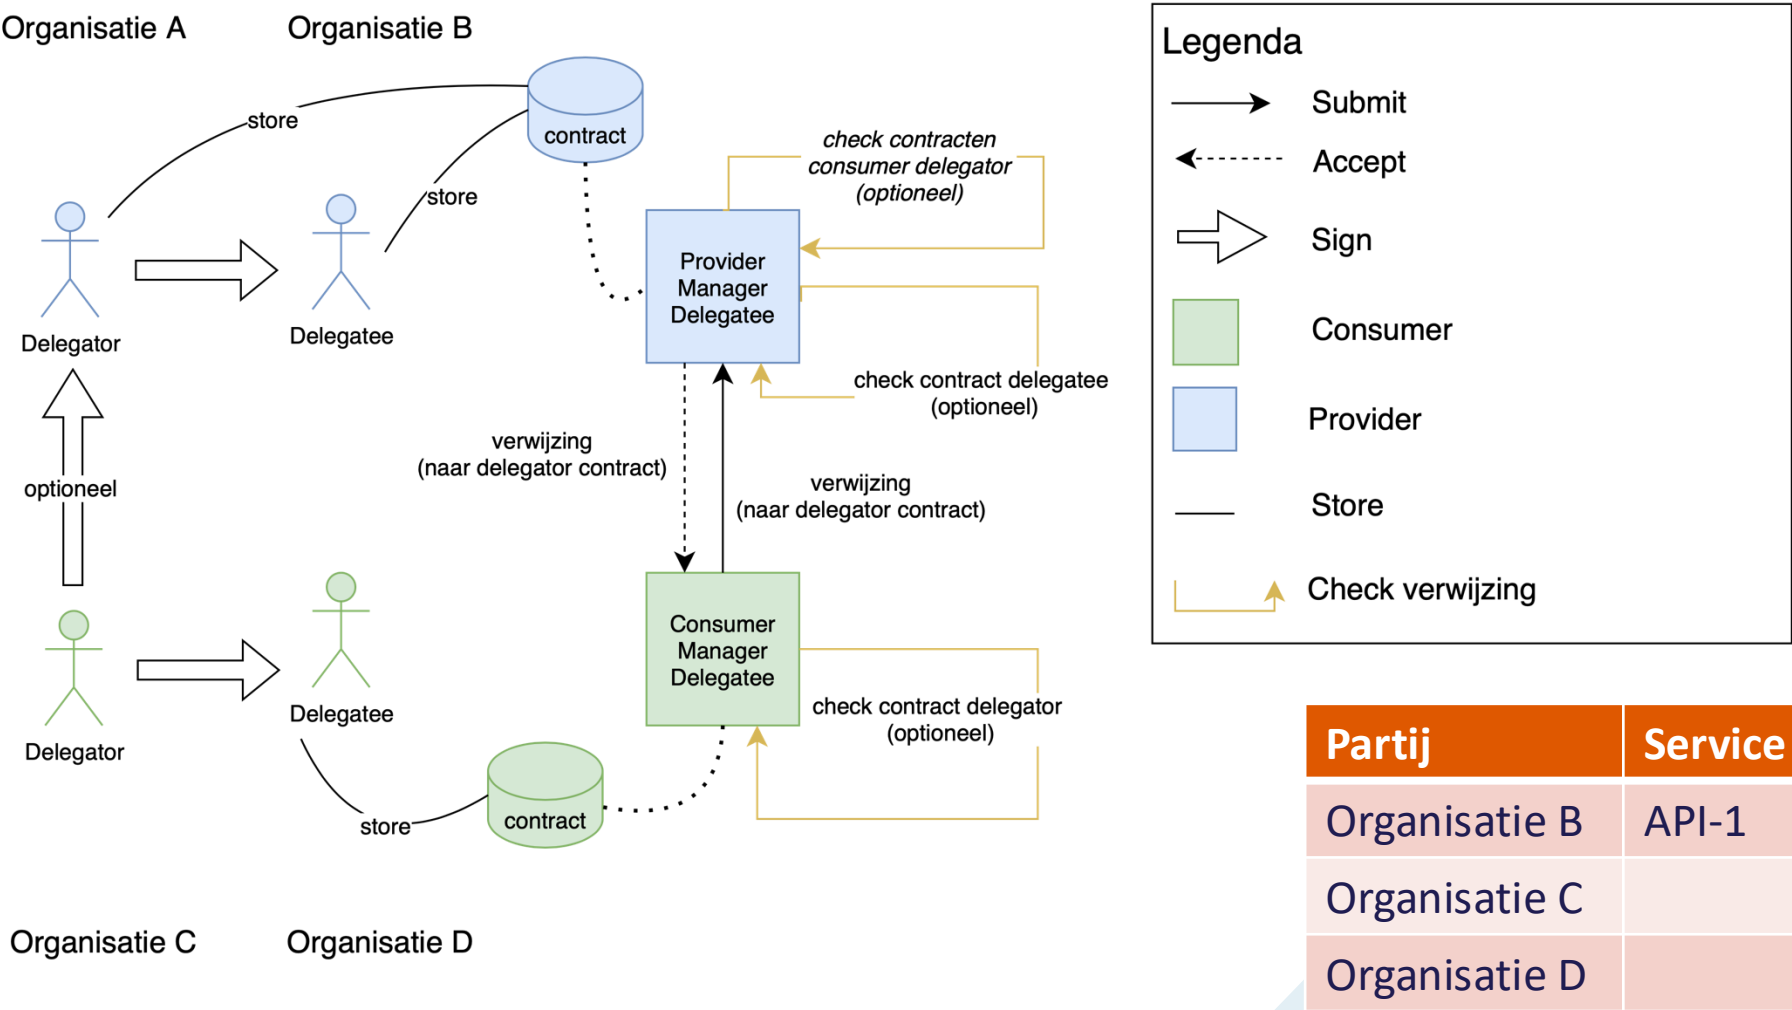 Organisatie A
Organisatie B
store
contract
store
Delegator
Delegatee
check contracten
consumer delegator
(optioneel)
Provider
Manager
Delegatee
check contract delegatee
(optioneel)
optioneel
verwijzing
(naar delegator contract)
verwijzing
(naar delegator contract)
Consumer
Manager
Delegatee
Delegator
Delegatee
check contract delegator
(optioneel)
store
contract
Organisatie C
Organisatie D
Legenda
Submit
Accept
Sign
Consumer
Provider
Store
Check verwijzing
Partij Service
Organisatie B API-1
Organisatie C
Organisatie D